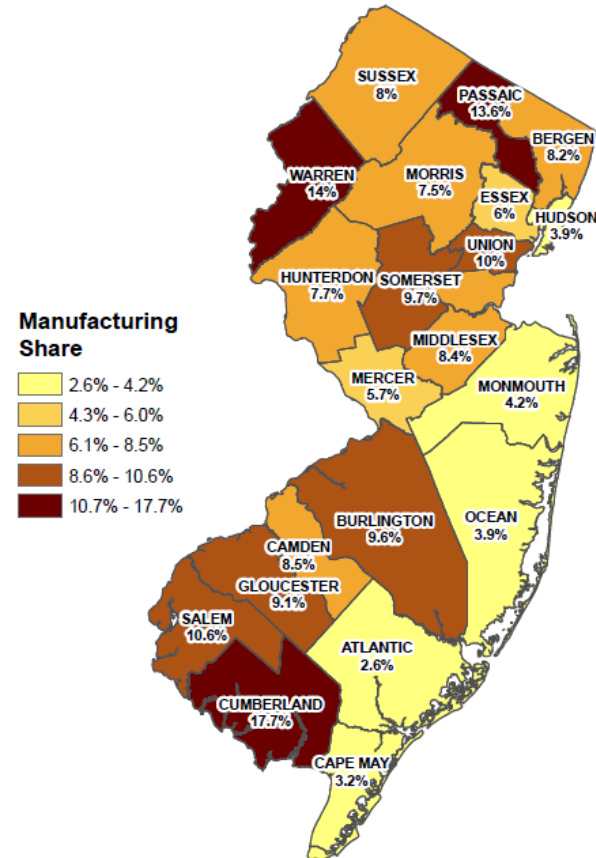 SUSSEX
8%
PASSAIC
13.6%
BERGEN
8.2%
WARREN
14%
MORRIS
7.5%
ESSEX
6%
HUDSON
3.9%
UNION
10%
HUNTERDON
7.7%
SOMERSET
9.7%
MIDDLESEX
8.4%
MERCER
5.7%
MONMOUTH
4.2%
Manufacturing
Share
2.6% - 4.2%
4.3% - 6.0%
6.1% - 8.5%
8.6% - 10.6%
10.7% - 17.7%
BURLINGTON
9.6%
OCEAN
3.9%
CAMDEN
8.5%
GLOUCESTER
9.1%
SALEM
10.6%
ATLANTIC
2.6%
CUMBERLAND
17.7%
CAPE MAY
3.2%